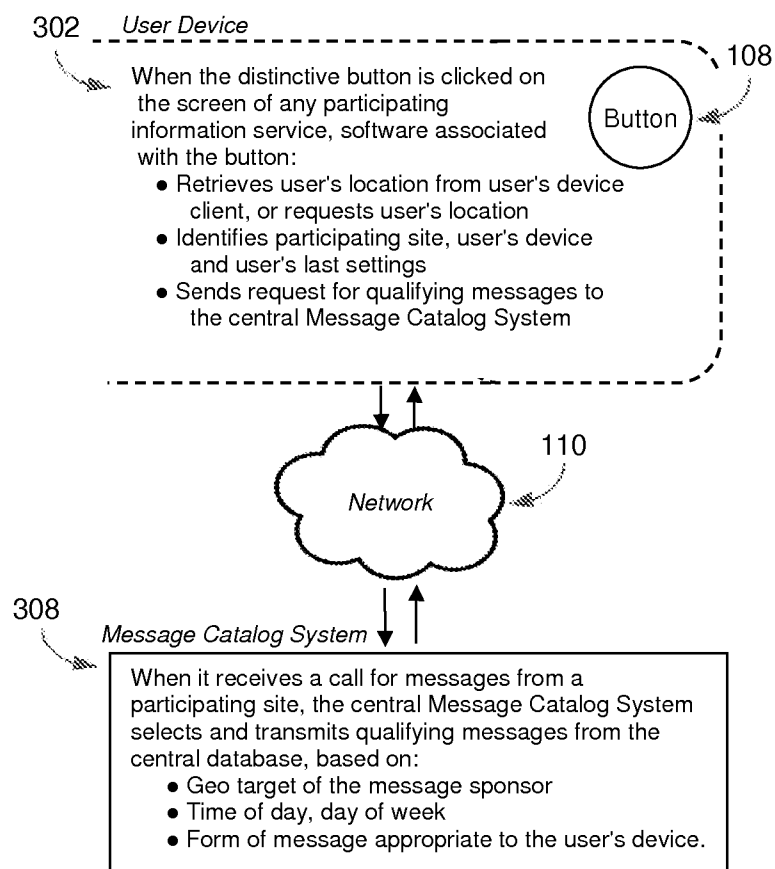 User Device
302
108
When the distinctive button is clicked on
the screen of any participating
information service, software associated
with the button:
Button
● Retrieves user's location from user's device
client, or requests user's location
● Identifies participating site, user's device
and user's last settings
● Sends request for qualifying messages to
the central Message Catalog System
110
Network
308
Message Catalog System
When it receives a call for messages from a
participating site, the central Message Catalog System
selects and transmits qualifying messages from the
central database, based on:
● Geo target of the message sponsor
● Time of day, day of week
● Form of message appropriate to the user's device.